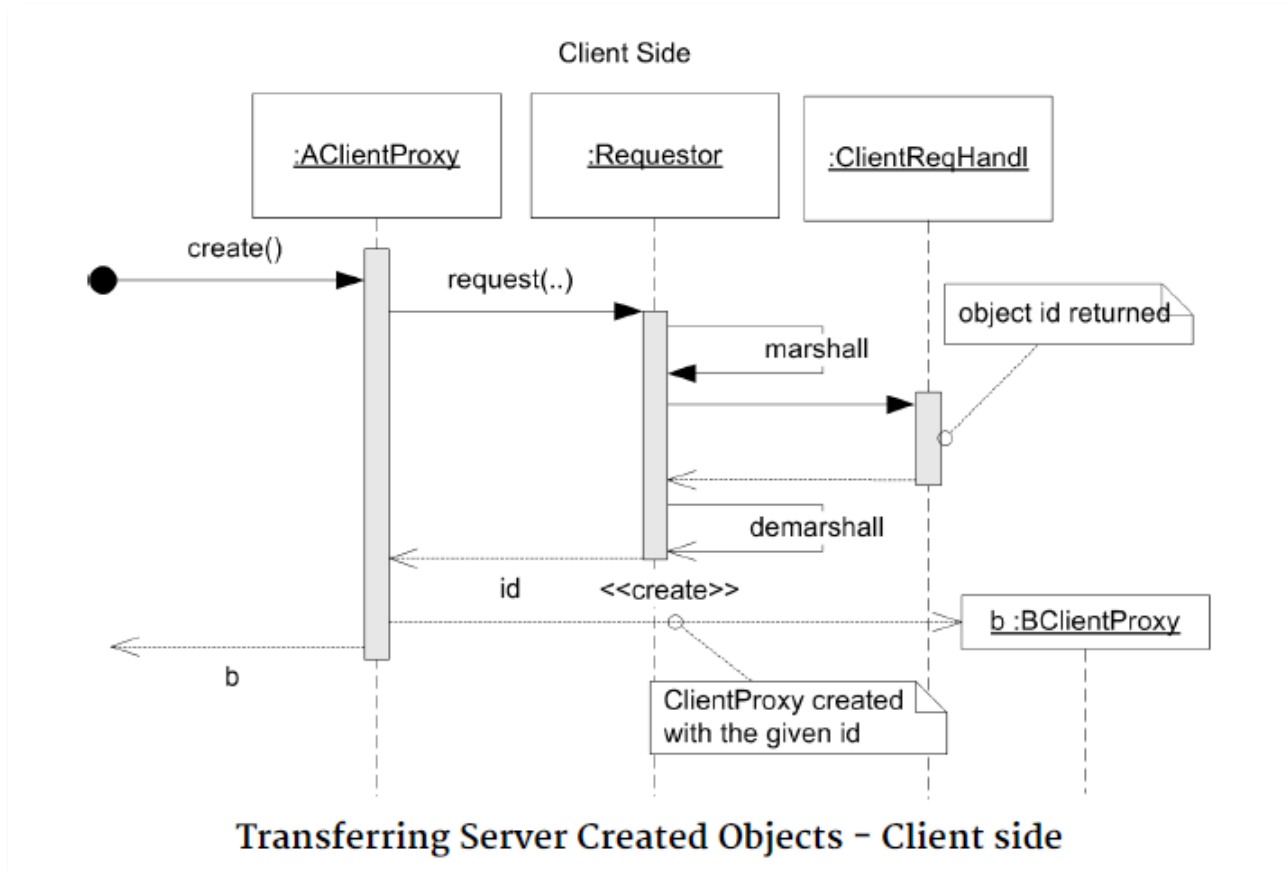 Client Side
:AClientProxy
:Requestor
:ClientReqHandl
create()
request(..)
object id returned
marshall
demarshall
id
<<create>>
b :BClientProxy
b
ClientProxy created
with the given id
Transferring Server Created Objects - Client side